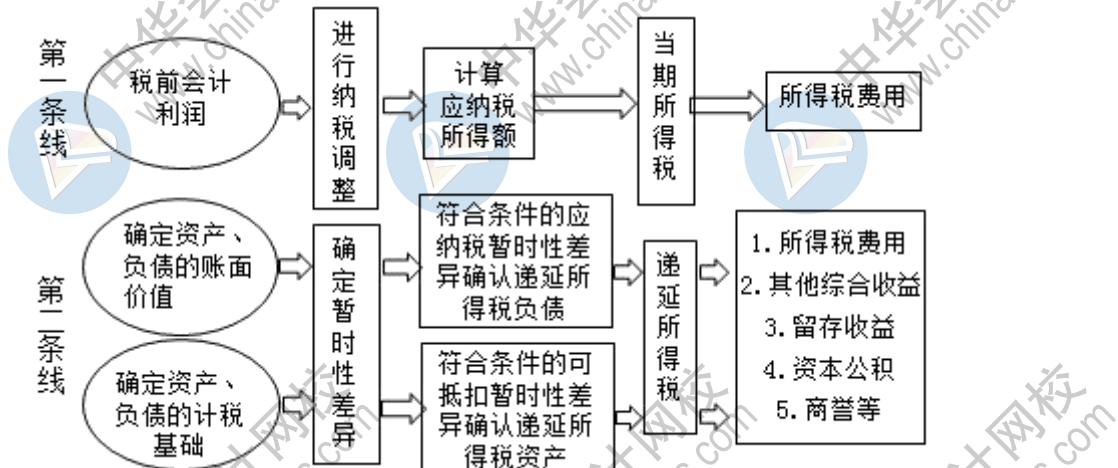 第一条线
税前会计
利润
进行纳税调整
计算
应纳税
所得额
当期所得税
所得税费用
第二条线
确定资产、
负债的账面
价值
确定资产、
负债的计税
基础
确定暂时性差异
符合条件的应
纳税暂时性差
异确认递延所
得税负债
符合条件的可
抵扣暂时性差
异确认递延所
得税资产
递延所得税
1.所得税费用
2.其他综合收益
3.留存收益
4.资本公积
5.商誉等